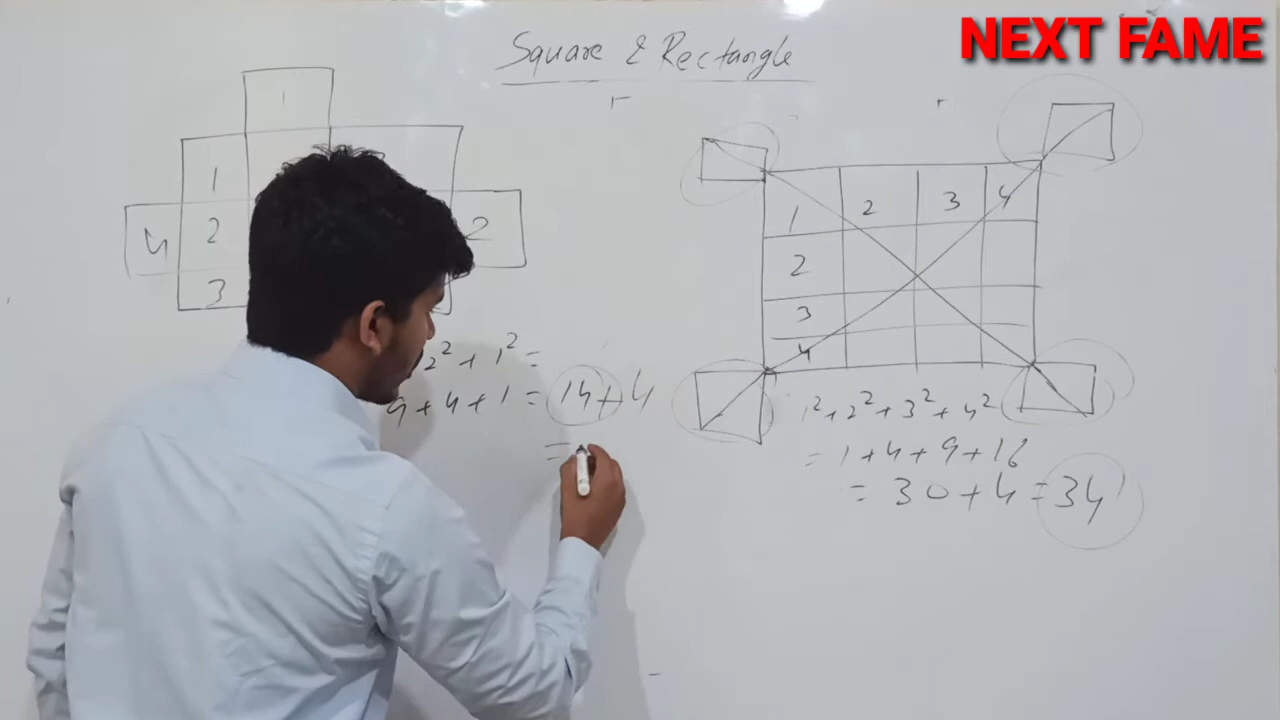 NEXT FAME
Square & Rectangle
1
1
2
3
4
2
1 2 3 4
2
3
4
2² + 1² =
9 + 4 + 1 = 14 + 4
=
1² + 2² + 3² + 4²
= 1 + 4 + 9 + 16
= 30 + 4 = 34